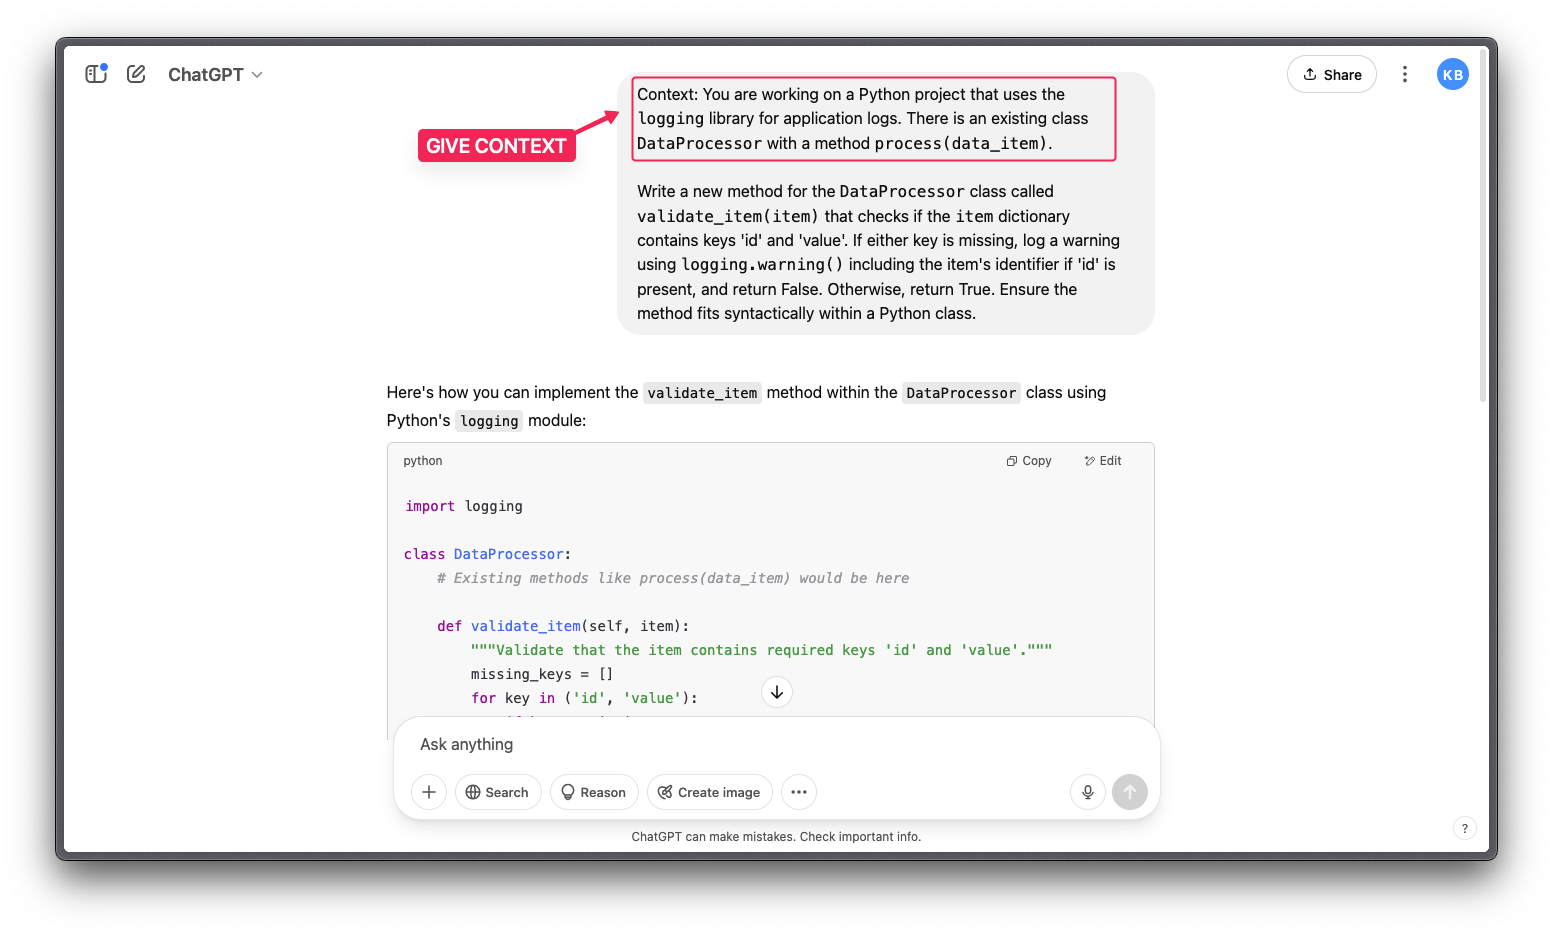 ChatGPT
Share
KB
Context: You are working on a Python project that uses the
logging library for application logs. There is an existing class
DataProcessor with a method process(data_item).
GIVE CONTEXT
Write a new method for the DataProcessor class called
validate_item(item) that checks if the item dictionary
contains keys 'id' and 'value'. If either key is missing, log a warning
using logging.warning() including the item's identifier if 'id' is
present, and return False. Otherwise, return True. Ensure the
method fits syntactically within a Python class.
Here's how you can implement the validate_item method within the DataProcessor class using
Python's logging module:
python
Copy
Edit
import logging
class DataProcessor:
# Existing methods like process(data_item) would be here
def validate_item(self, item):
"""Validate that the item contains required keys 'id' and 'value'."""
missing_keys = []
for key in ('id', 'value'):
Ask anything
Search
Reason
Create image
ChatGPT can make mistakes. Check important info.
?